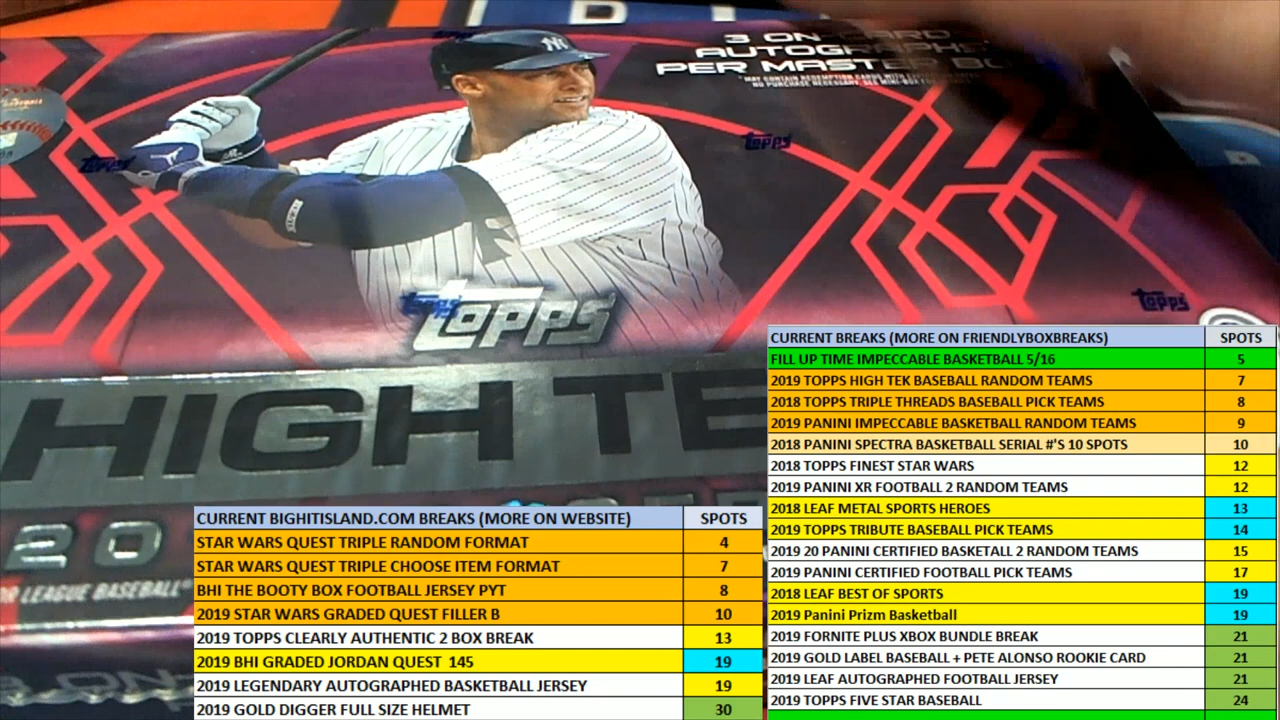 3 ON-CARD
AUTOGRAPHS
PER MASTER
NY
Topps
Topps
Topps
Topps
HIGH TE
20
LEAGUE BASEBALL
CURRENT BREAKS (MORE ON FRIENDLYBOXBREAKS) SPOTS
FILL UP TIME IMPECCABLE BASKETBALL 5/16 5
2019 TOPPS HIGH TEK BASEBALL RANDOM TEAMS 7
2018 TOPPS TRIPLE THREADS BASEBALL PICK TEAMS 8
2019 PANINI IMPECCABLE BASKETBALL RANDOM TEAMS 9
2018 PANINI SPECTRA BASKETBALL SERIAL #'S 10 SPOTS 10
2018 TOPPS FINEST STAR WARS 12
2019 PANINI XR FOOTBALL 2 RANDOM TEAMS 12
2018 LEAF METAL SPORTS HEROES 13
2019 TOPPS TRIBUTE BASEBALL PICK TEAMS 14
2019 20 PANINI CERTIFIED BASKETALL 2 RANDOM TEAMS 15
2019 PANINI CERTIFIED FOOTBALL PICK TEAMS 17
2018 LEAF BEST OF SPORTS 19
2019 Panini Prizm Basketball 19
2019 FORNITE PLUS XBOX BUNDLE BREAK 21
2019 GOLD LABEL BASEBALL + PETE ALONSO ROOKIE CARD 21
2019 LEAF AUTOGRAPHED FOOTBALL JERSEY 21
2019 TOPPS FIVE STAR BASEBALL 24
CURRENT BIGHITISLAND.COM BREAKS (MORE ON WEBSITE) SPOTS
STAR WARS QUEST TRIPLE RANDOM FORMAT 4
STAR WARS QUEST TRIPLE CHOOSE ITEM FORMAT 7
BHI THE BOOTY BOX FOOTBALL JERSEY PYT 8
2019 STAR WARS GRADED QUEST FILLER B 10
2019 TOPPS CLEARLY AUTHENTIC 2 BOX BREAK 13
2019 BHI GRADED JORDAN QUEST 145 19
2019 LEGENDARY AUTOGRAPHED BASKETBALL JERSEY 19
2019 GOLD DIGGER FULL SIZE HELMET 30